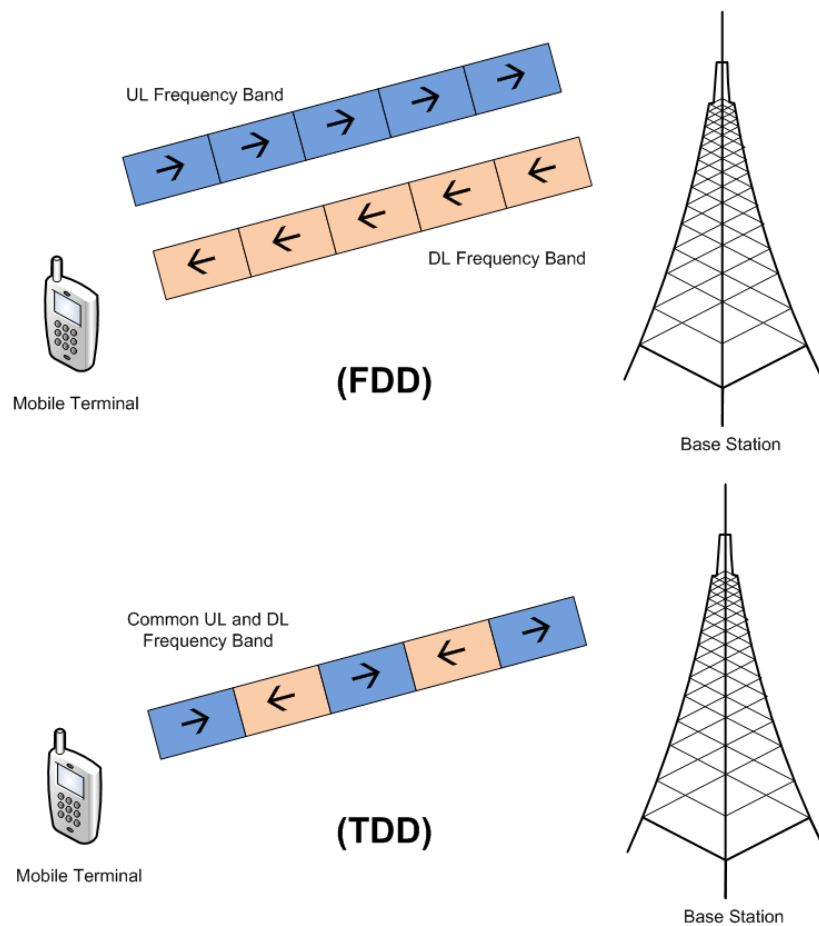 UL Frequency Band
DL Frequency Band
(FDD)
Mobile Terminal
Base Station
Common UL and DL
Frequency Band
(TDD)
Mobile Terminal
Base Station